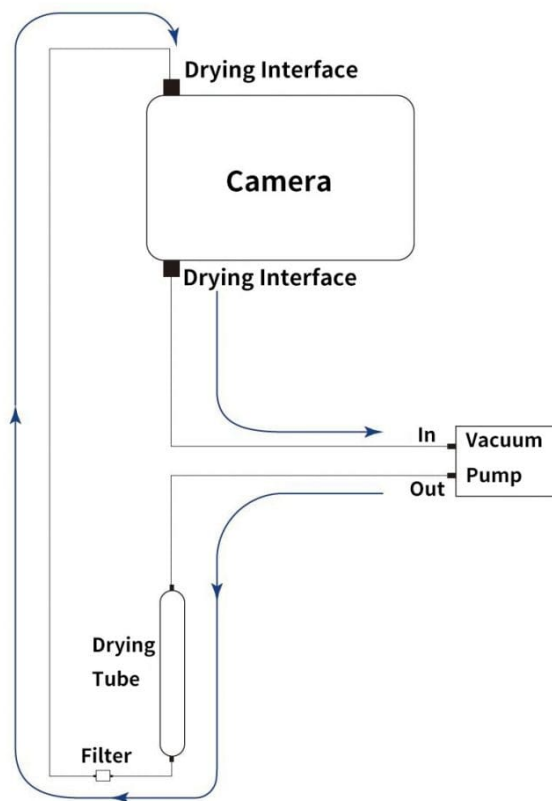 Drying Interface
Camera
Drying Interface
In
Vacuum
Pump
Out
Drying
Tube
Filter